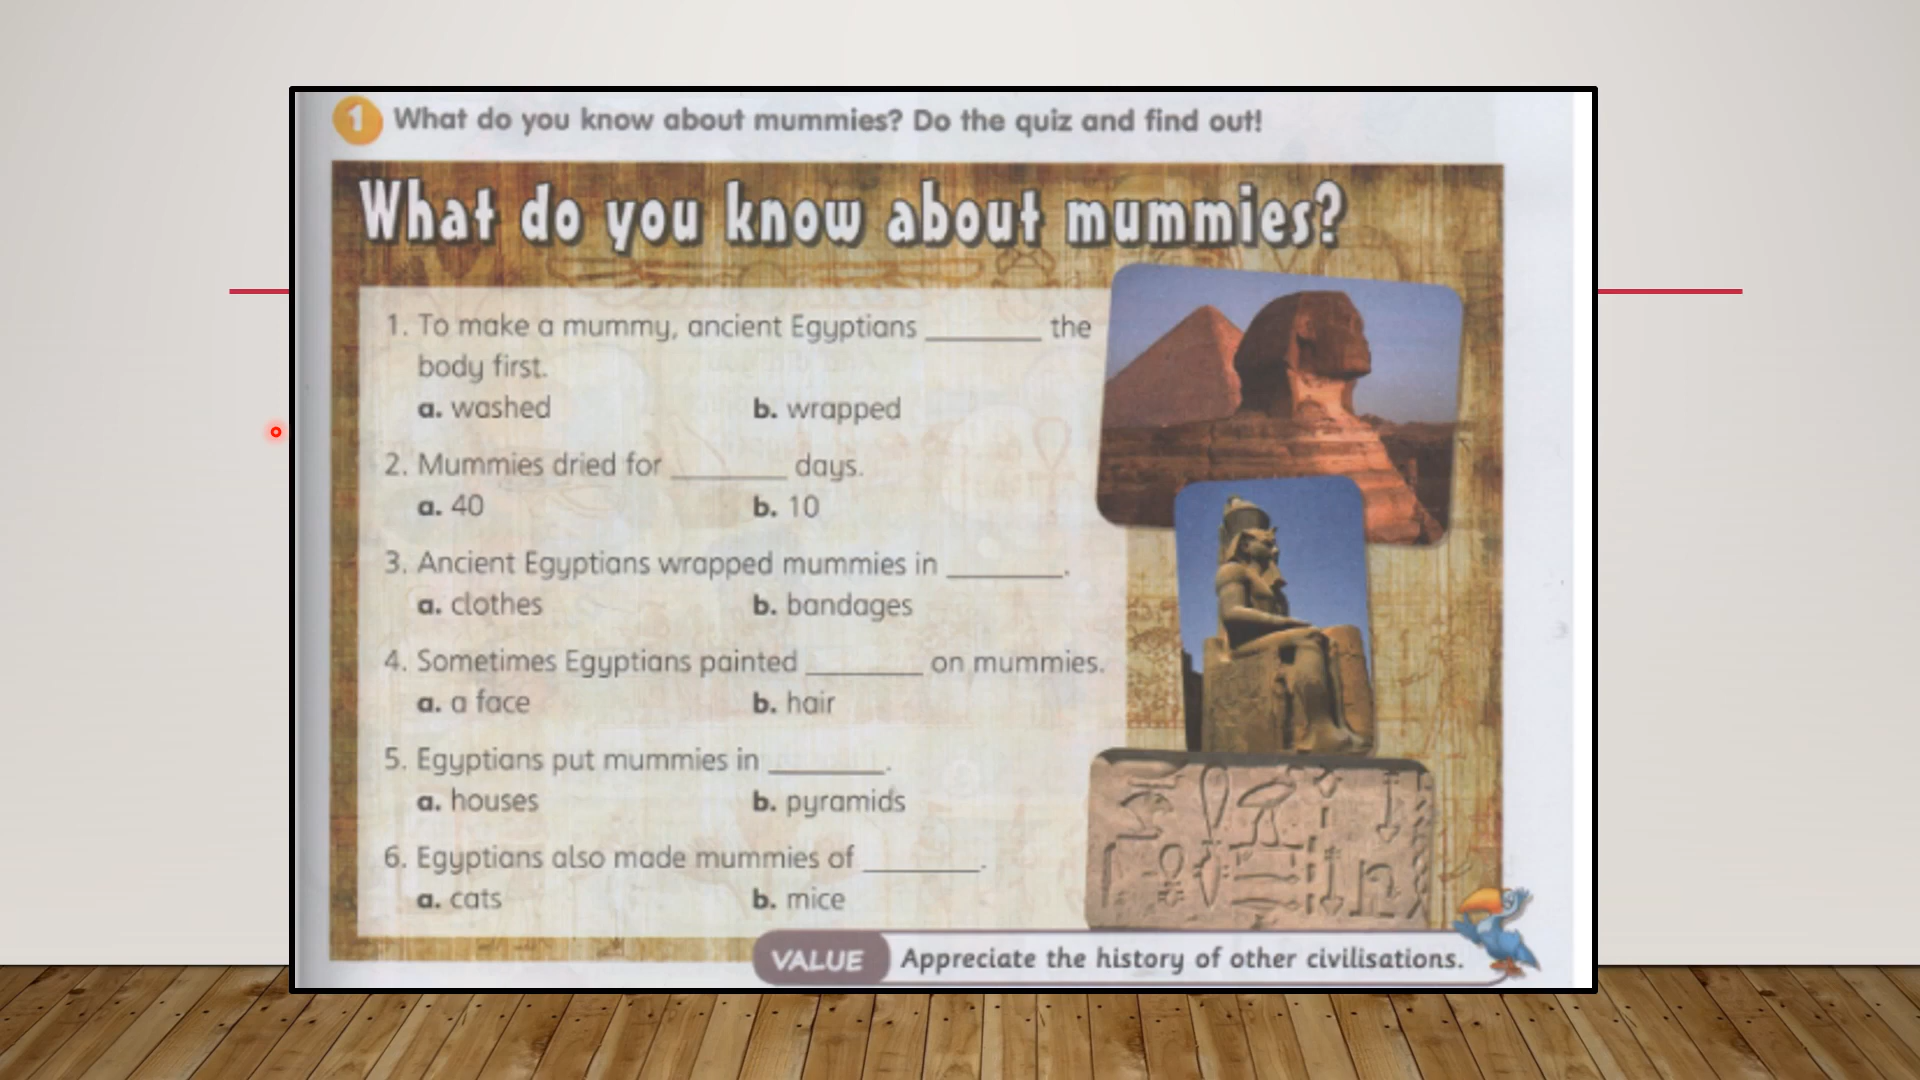 1 What do you know about mummies? Do the quiz and find out!
What do you know about mummies?
1. To make a mummy, ancient Egyptians ________ the
body first.
a. washed b. wrapped
2. Mummies dried for ________ days.
a. 40 b. 10
3. Ancient Egyptians wrapped mummies in ________.
a. clothes b. bandages
4. Sometimes Egyptians painted ________ on mummies.
a. a face b. hair
5. Egyptians put mummies in ________.
a. houses b. pyramids
6. Egyptians also made mummies of ________.
a. cats b. mice
VALUE Appreciate the history of other civilisations.